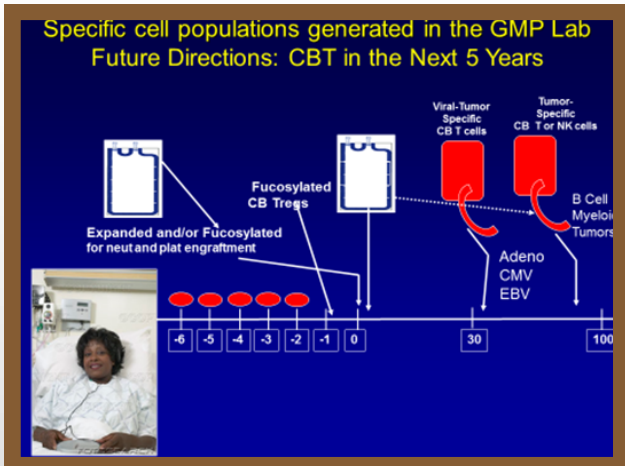 Specific cell populations generated in the GMP Lab
Future Directions: CBT in the Next 5 Years
Viral-Tumor
Specific
CB T cells
Tumor-
Specific
CB T or NK cells
Fucosylated
CB Tregs
B Cell
Myeloid
Tumors
Expanded and/or Fucosylated
for neut and plat engraftment
Adeno
CMV
EBV
-6 -5 -4 -3 -2 -1 0 30 100